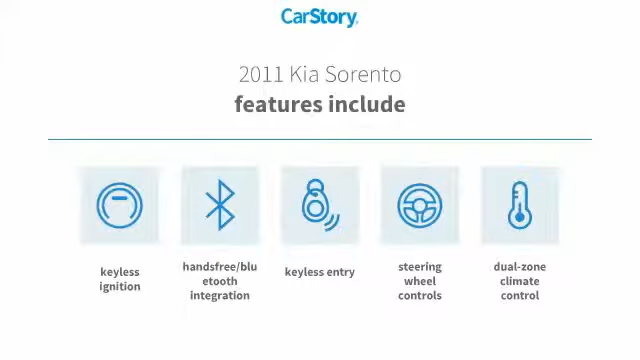 CarStory
2011 Kia Sorento
features include
keyless
ignition
handsfree/blu
etooth
integration
keyless entry
steering
wheel
controls
dual-zone
climate
control